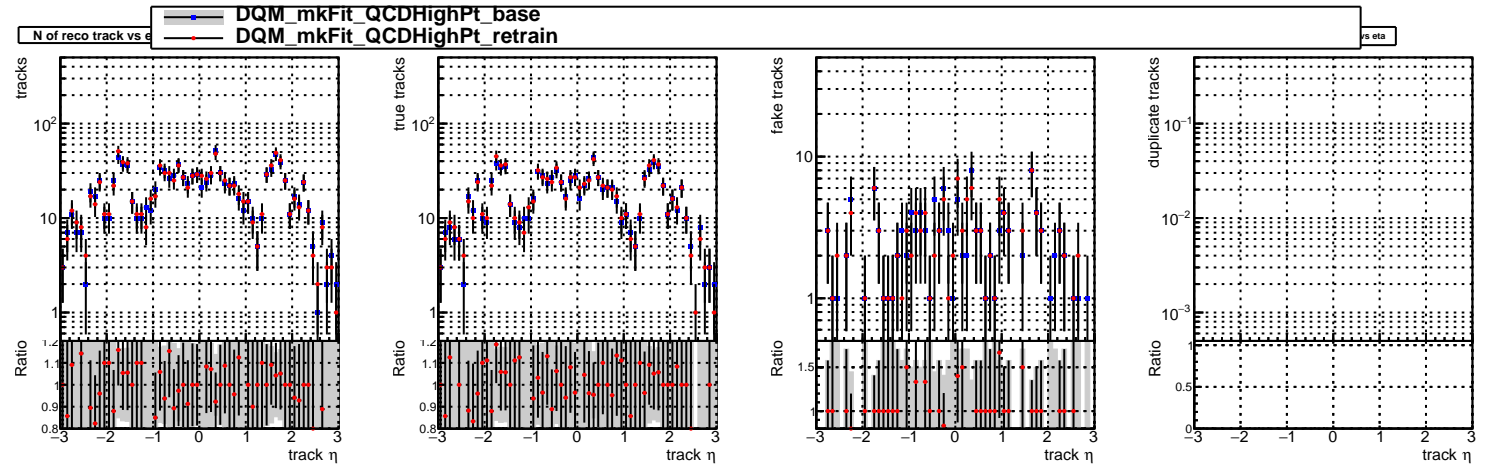 DQM_mkFit_QCDHighPt_base
DQM_mkFit_QCDHighPt_retrain
N of reco track vs e
vs eta
tracks
10²
10
1
Ratio
1.2
1.1
1
0.9
0.8
−3 −2 −1 0 1 2 3
track η
true tracks
10²
10
1
Ratio
1.2
1.1
1
0.9
0.8
−3 −2 −1 0 1 2 3
track η
fake tracks
10
1
Ratio
1.5
1
−3 −2 −1 0 1 2 3
track η
duplicate tracks
10⁻¹
10⁻²
10⁻³
Ratio
1
0.5
0
−3 −2 −1 0 1 2 3
track η